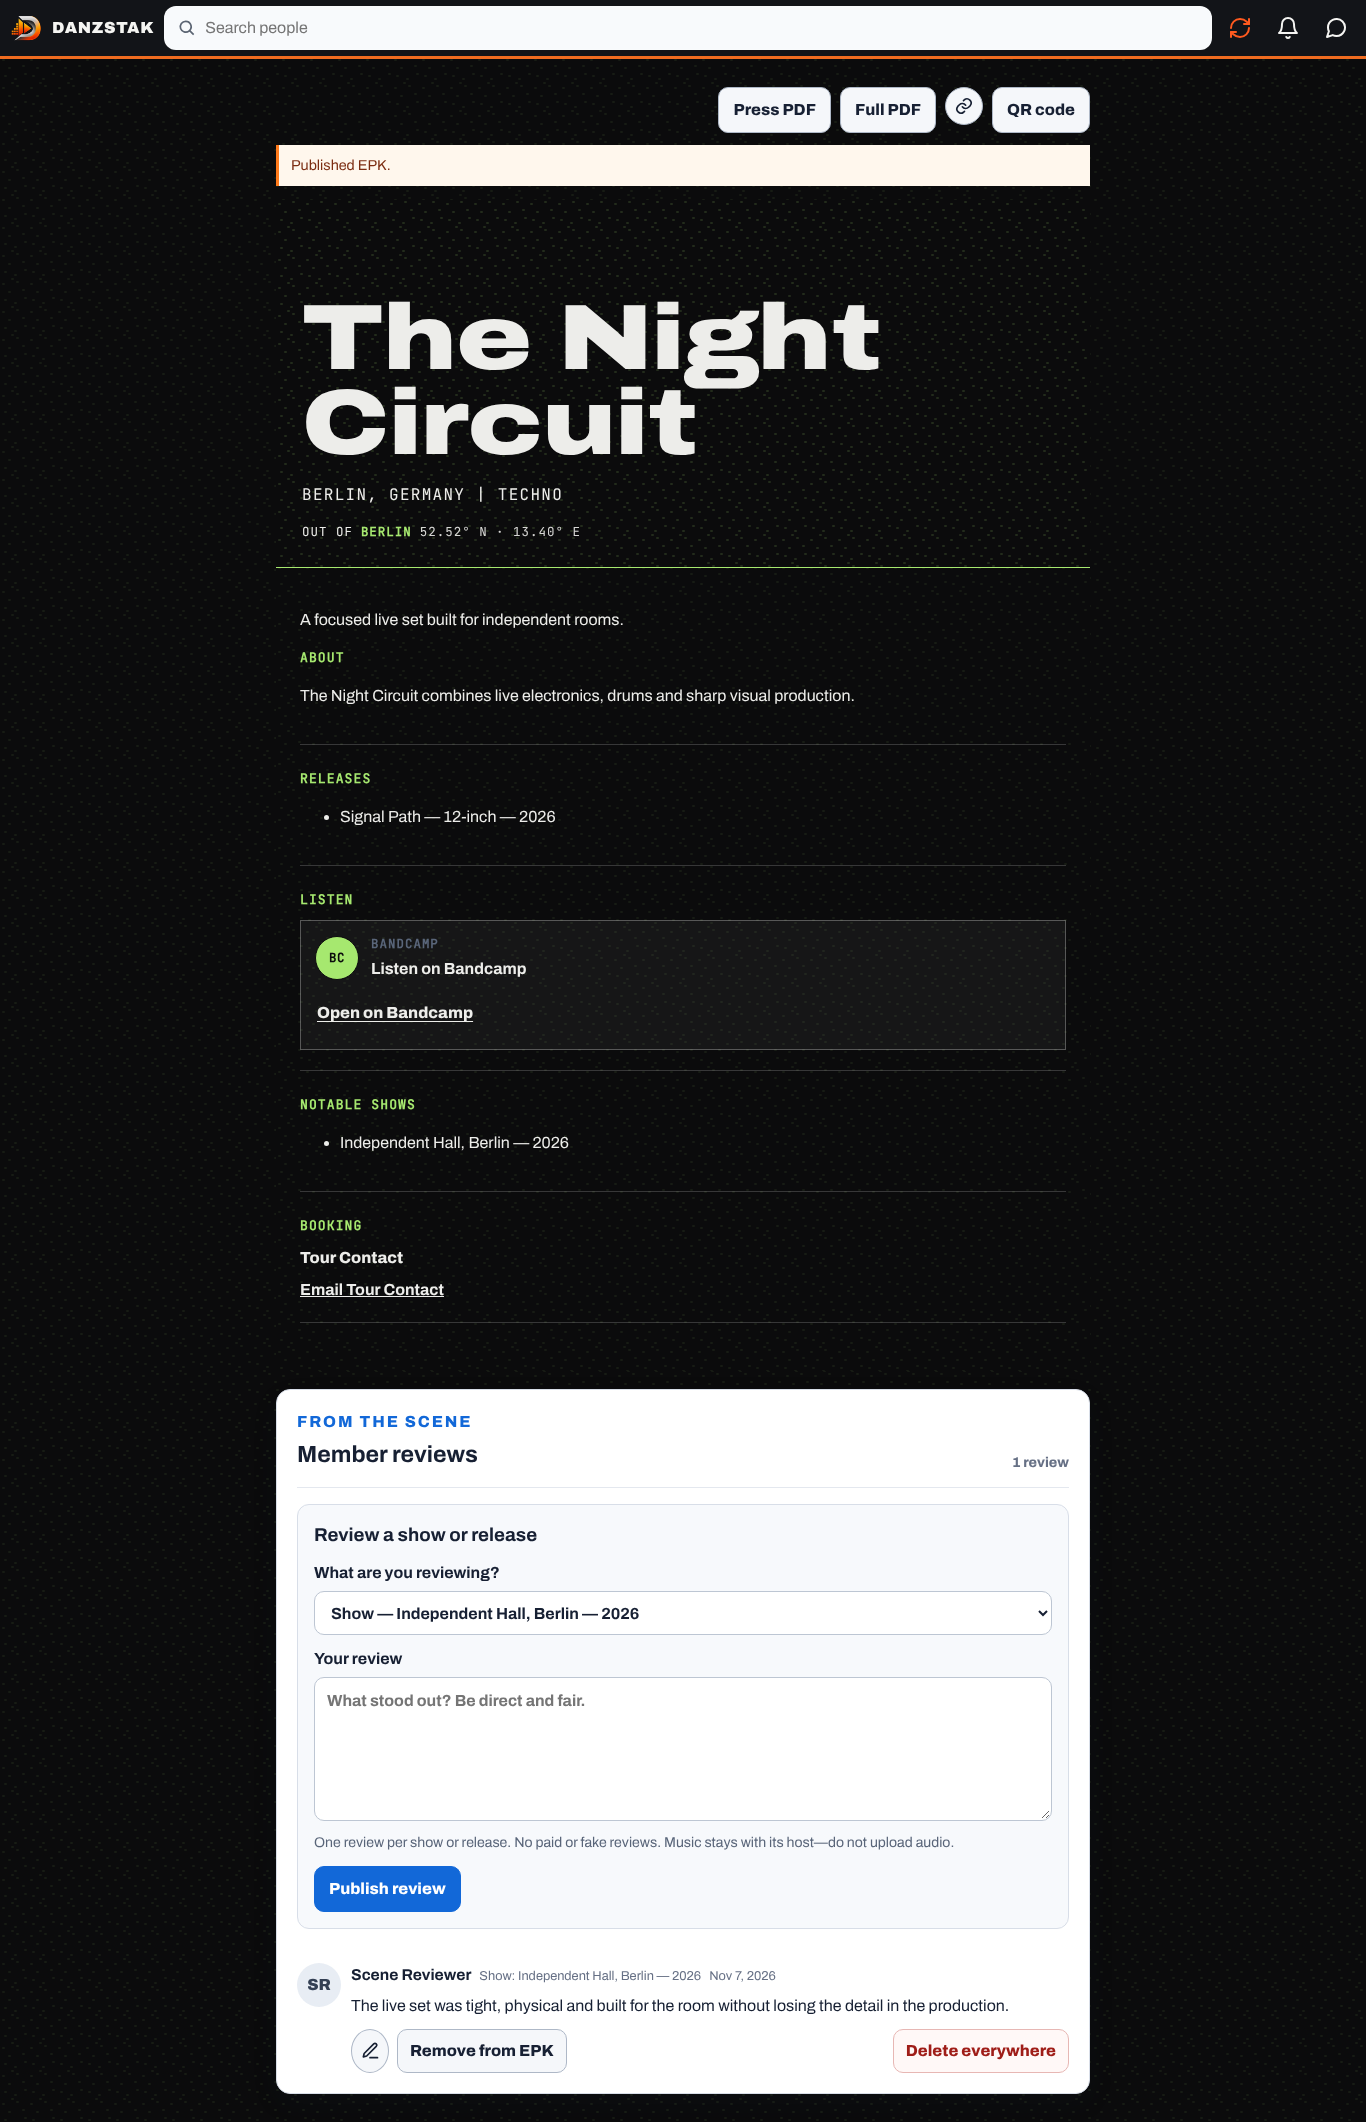 DANZSTAK
Search people
Press PDF
Full PDF
QR code
Published EPK.
The Night
Circuit
BERLIN, GERMANY | TECHNO
OUT OF BERLIN 52.52° N · 13.40° E
A focused live set built for independent rooms.
ABOUT
The Night Circuit combines live electronics, drums and sharp visual production.
RELEASES
• Signal Path — 12-inch — 2026
LISTEN
BC
BANDCAMP
Listen on Bandcamp
Open on Bandcamp
NOTABLE SHOWS
• Independent Hall, Berlin — 2026
BOOKING
Tour Contact
Email Tour Contact
FROM THE SCENE
Member reviews
1 review
Review a show or release
What are you reviewing?
Show — Independent Hall, Berlin — 2026
Your review
What stood out? Be direct and fair.
One review per show or release. No paid or fake reviews. Music stays with its host—do not upload audio.
Publish review
SR
Scene Reviewer Show: Independent Hall, Berlin — 2026 Nov 7, 2026
The live set was tight, physical and built for the room without losing the detail in the production.
Remove from EPK
Delete everywhere